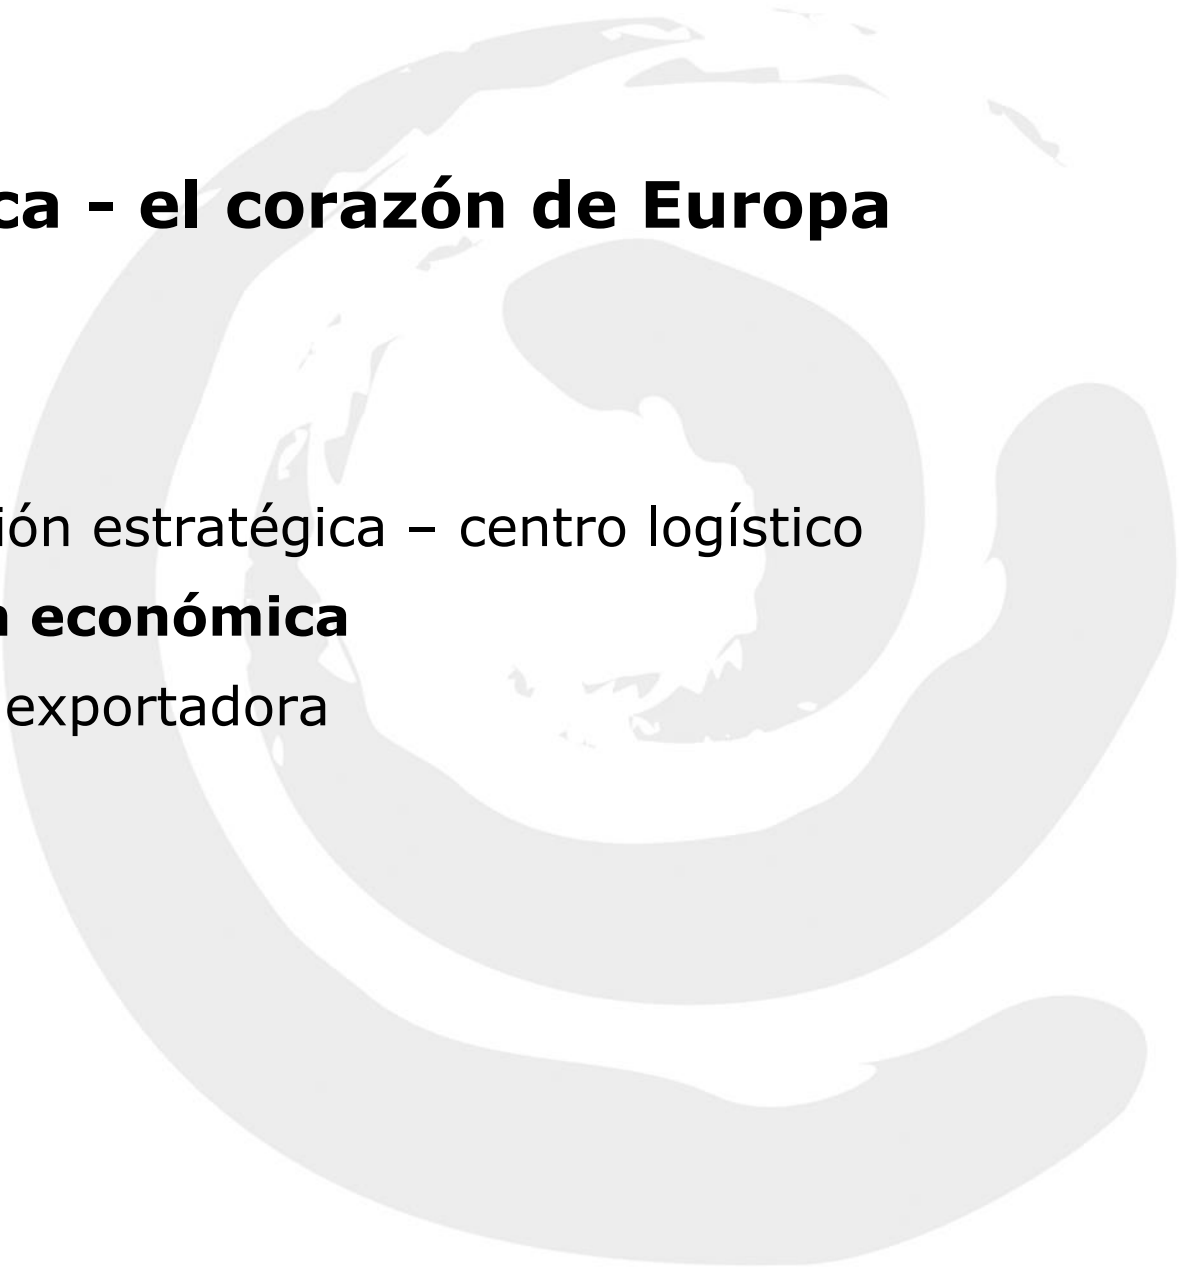 ca - el corazón de Europa
ión estratégica – centro logístico
económica
exportadora